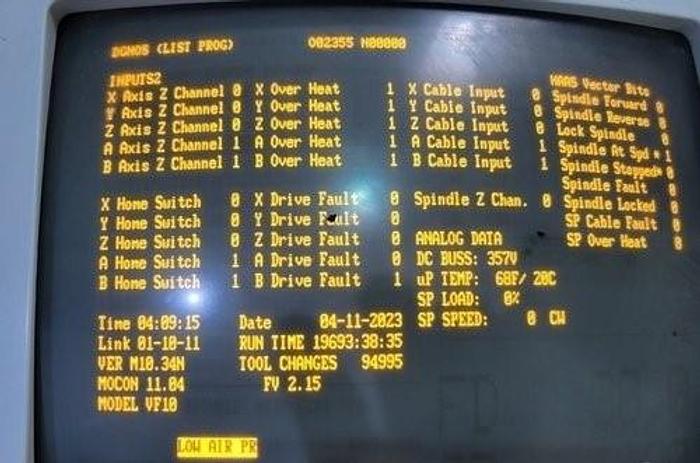 DGNOS (LIST PROG) O02355 N00000
INPUTS2 HAAS Vector Bits
X Axis Z Channel 0 X Over Heat 1 X Cable Input 0 Spindle Forward 0
Y Axis Z Channel 0 Y Over Heat 1 Y Cable Input 0 Spindle Reverse 0
Z Axis Z Channel 0 Z Over Heat 1 Z Cable Input 0 Lock Spindle 0
A Axis Z Channel 1 A Over Heat 1 A Cable Input 1 Spindle At Spd * 1
B Axis Z Channel 1 B Over Heat 1 B Cable Input 1 Spindle Stopped* 0
Spindle Fault 0
X Home Switch 0 X Drive Fault 0 Spindle Z Chan. 0 Spindle Locked 0
Y Home Switch 0 Y Drive Fault 0 SP Cable Fault 0
Z Home Switch 0 Z Drive Fault 0 ANALOG DATA SP Over Heat 0
A Home Switch 1 A Drive Fault 0 DC BUSS: 357V
B Home Switch 1 B Drive Fault 1 uP TEMP: 68F/ 20C
SP LOAD: 0%
Time 04:09:15 Date 04-11-2023 SP SPEED: 0 CW
Link 01-10-11 RUN TIME 19693:38:35
VER M10.34N TOOL CHANGES 94995
MOCON 11.04 FV 2.15
MODEL VF10
LOW AIR PR